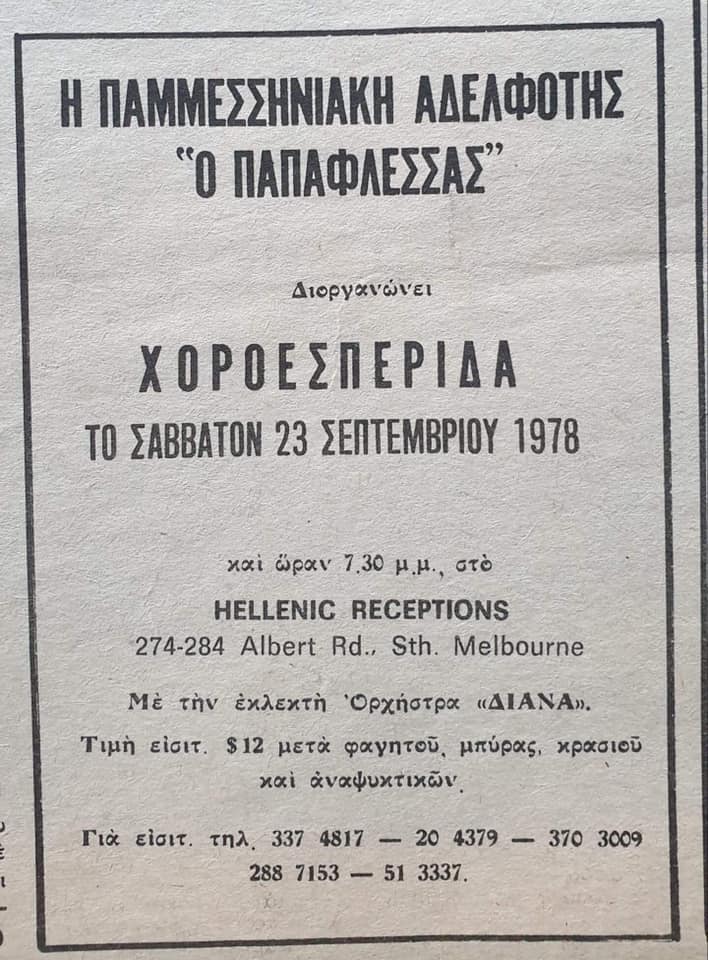 Η ΠΑΜΜΕΣΣΗΝΙΑΚΗ ΑΔΕΛΦΟΤΗΣ
“Ο ΠΑΠΑΦΛΕΣΣΑΣ”
Διοργανώνει
ΧΟΡΟΕΣΠΕΡΙΔΑ
ΤΟ ΣΑΒΒΑΤΟΝ 23 ΣΕΠΤΕΜΒΡΙΟΥ 1978
καὶ ὥραν 7.30 μ.μ., στὸ
HELLENIC RECEPTIONS
274-284 Albert Rd., Sth. Melbourne
Μὲ τὴν ἐκλεκτὴ Ὀρχήστρα «ΔΙΑΝΑ».
Τιμὴ εἰσιτ. $12 μετὰ φαγητοῦ, μπύρας, κρασιοῦ
καὶ ἀναψυκτικῶν.
Γιὰ εἰσιτ. τηλ. 337 4817 — 20 4379 — 370 3009
288 7153 — 51 3337.